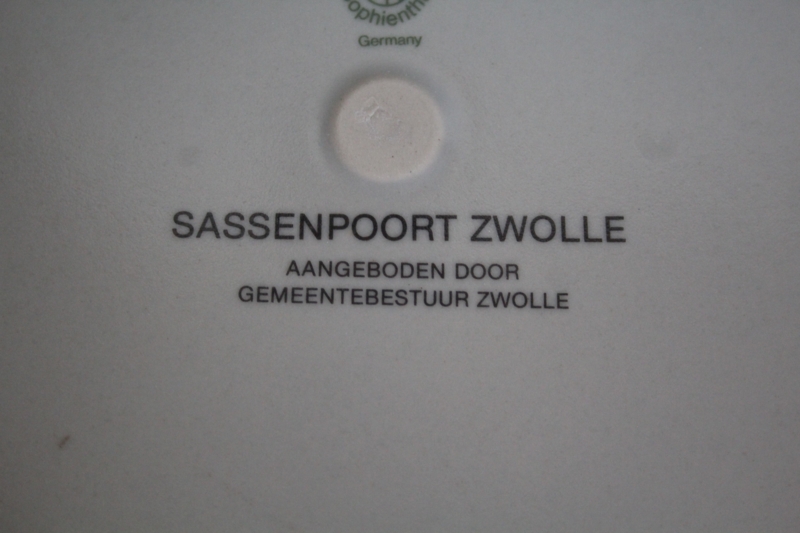 Germany
SASSENPOORT ZWOLLE
AANGEBODEN DOOR
GEMEENTEBESTUUR ZWOLLE